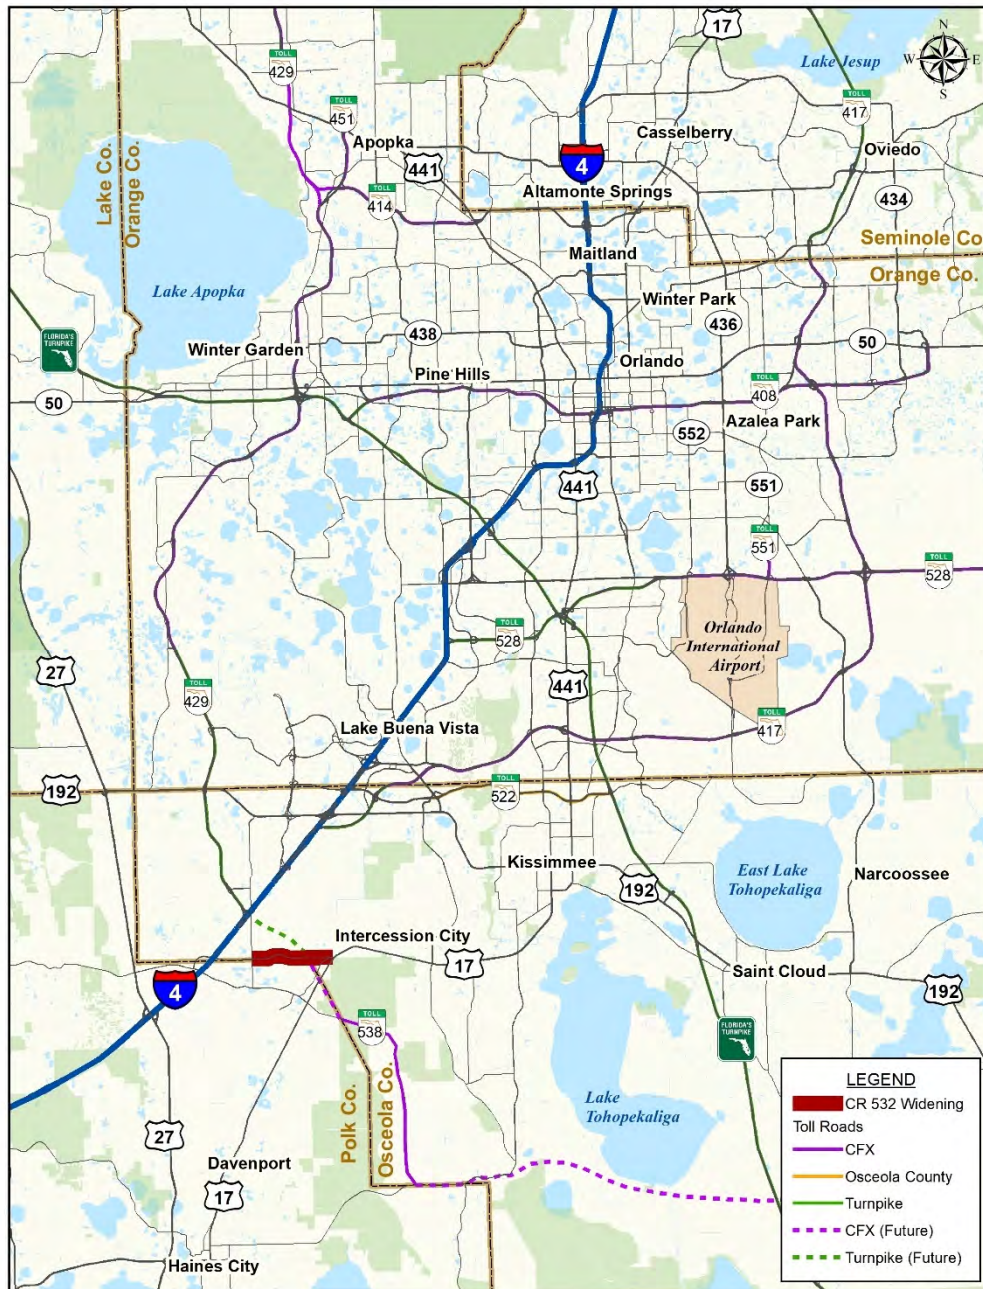 17
N
W
E
S
Lake Jesup
TOLL
429
TOLL
417
TOLL
451
Casselberry
Apopka
Oviedo
441
4
Altamonte Springs
TOLL
414
434
Lake Co.
Orange Co.
Seminole Co.
Orange Co.
Maitland
Lake Apopka
Winter Park
438
436
FLORIDA'S
TURNPIKE
Winter Garden
Orlando
50
Pine Hills
TOLL
408
50
Azalea Park
552
441
551
TOLL
551
TOLL
528
Orlando
International
Airport
TOLL
528
27
441
TOLL
429
TOLL
417
Lake Buena Vista
192
TOLL
522
Kissimmee
East Lake
Tohopekaliga
Narcoossee
192
Intercession City
17
Saint Cloud
4
192
TOLL
538
FLORIDA'S
TURNPIKE
Polk Co.
Osceola Co.
Lake
Tohopekaliga
27
Davenport
17
Haines City
LEGEND
CR 532 Widening
Toll Roads
CFX
Osceola County
Turnpike
CFX (Future)
Turnpike (Future)